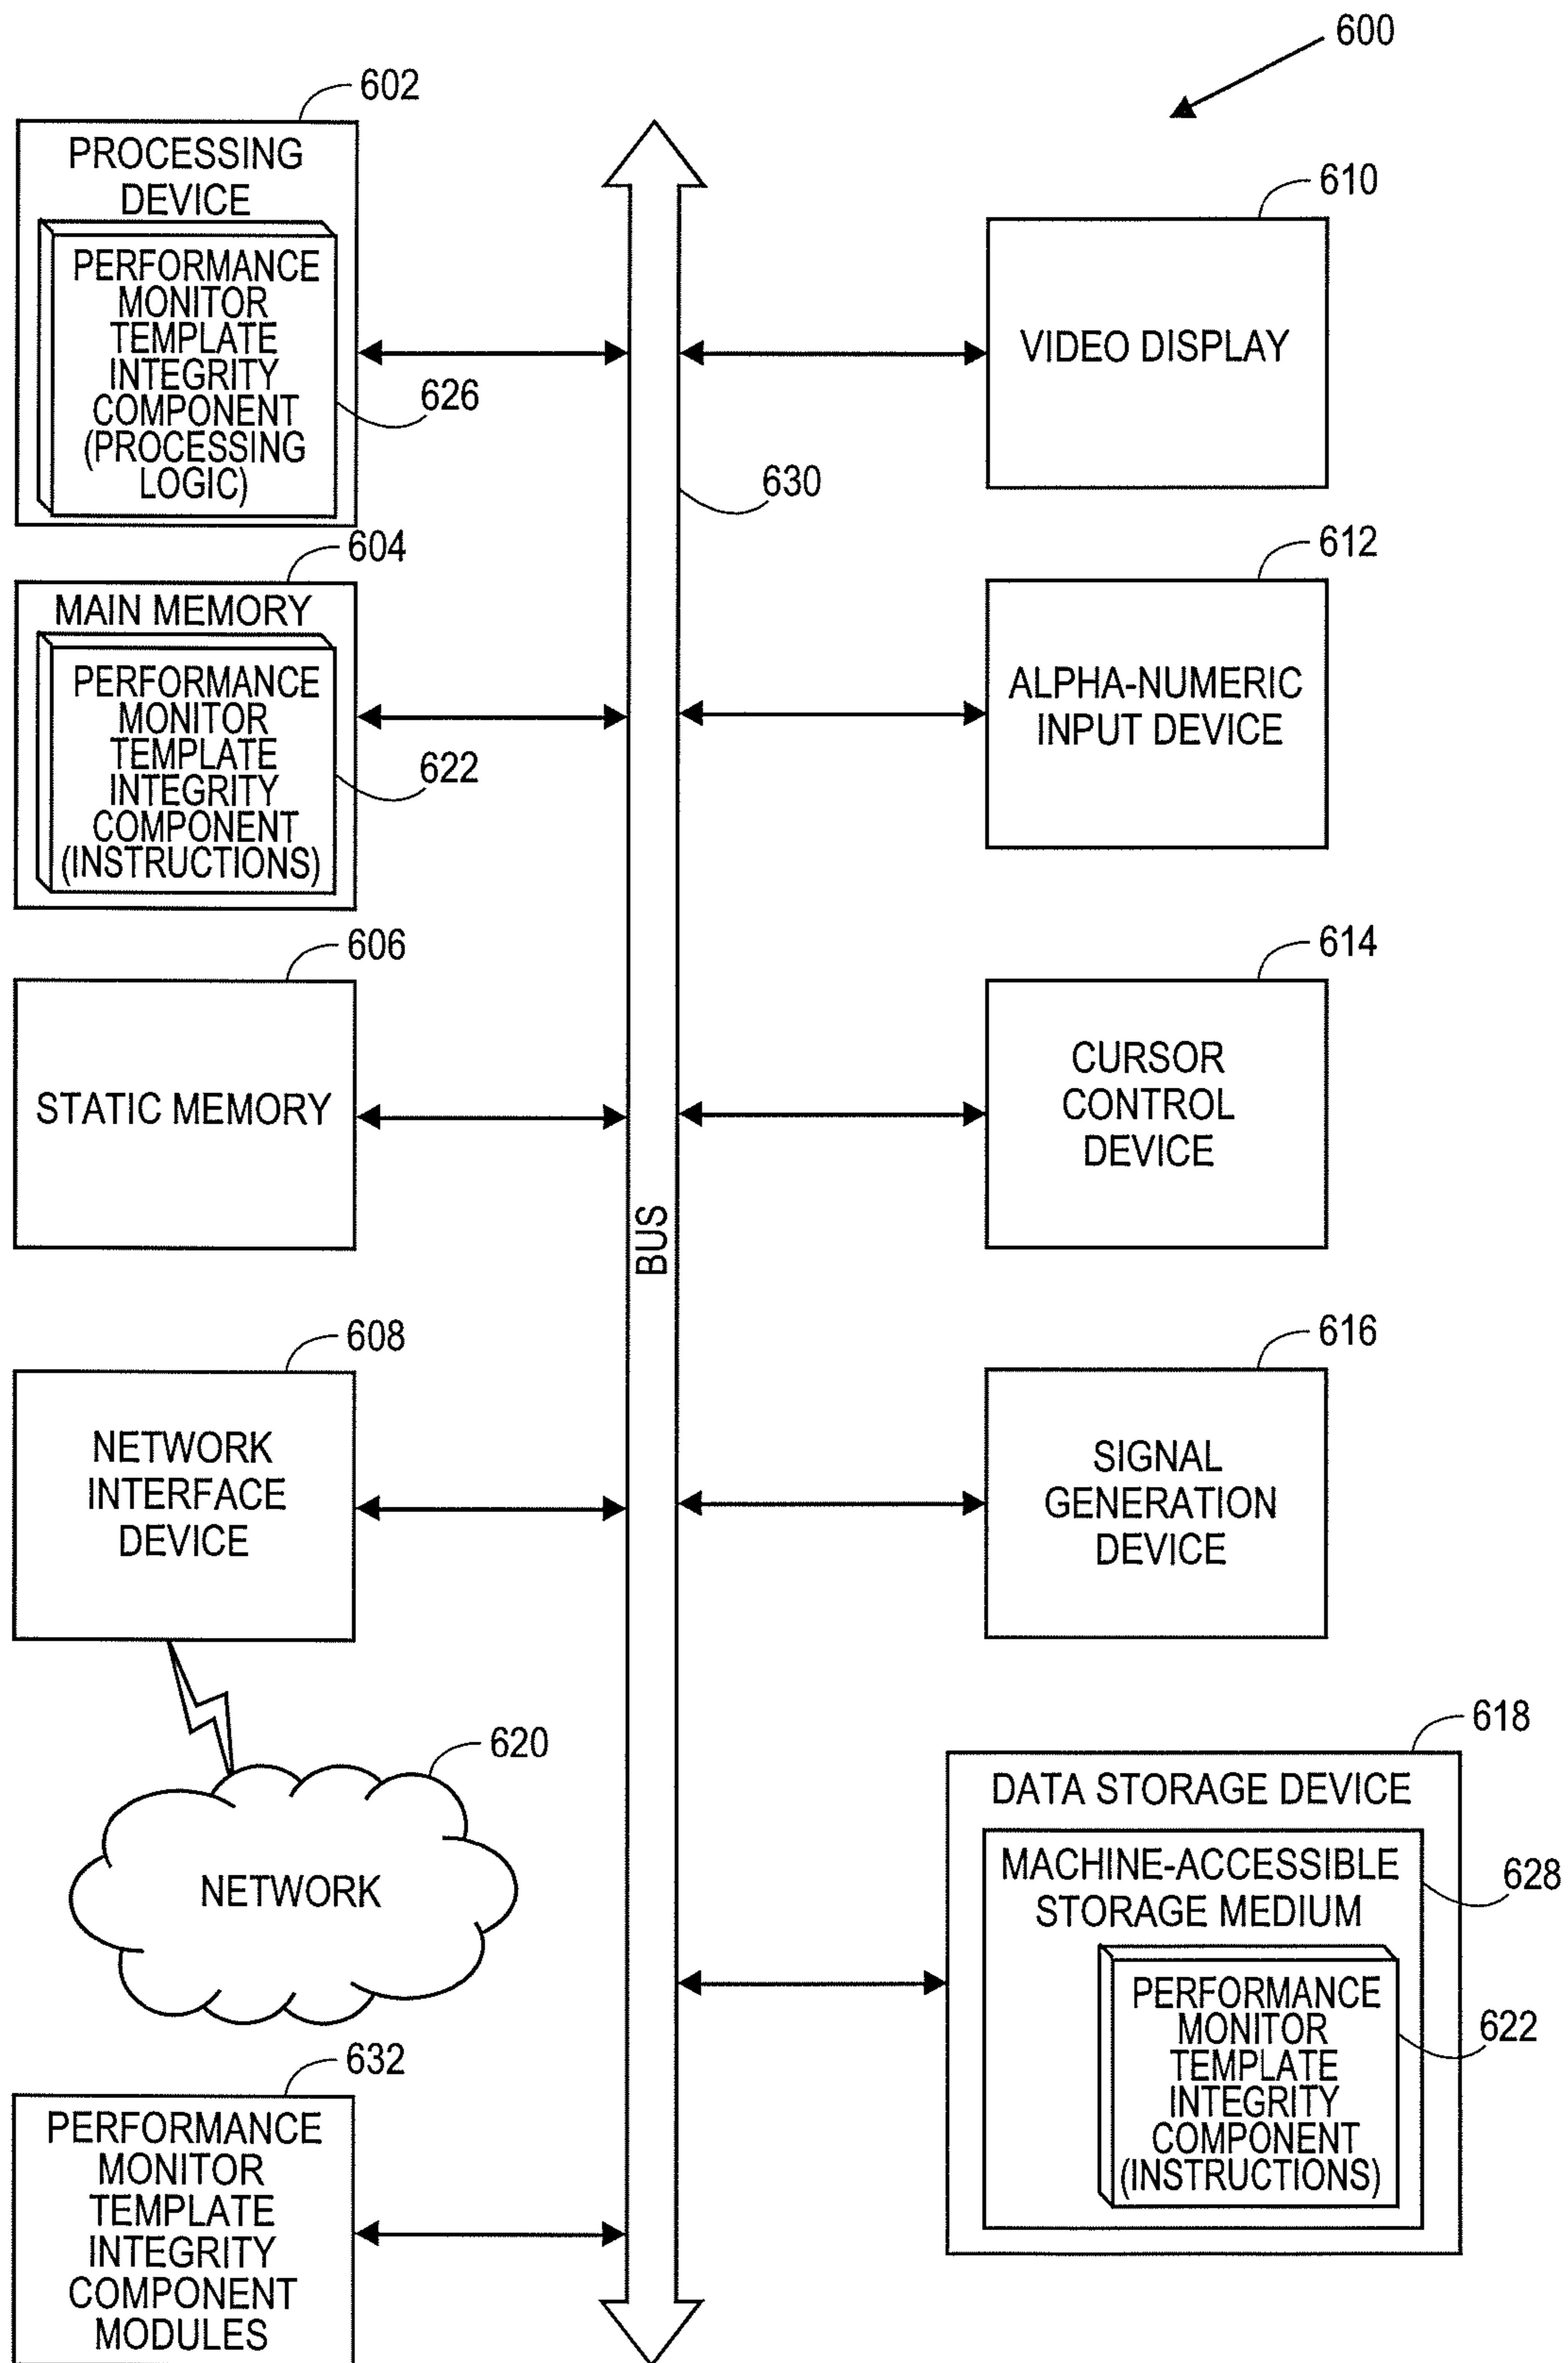 600
602
PROCESSING
DEVICE
PERFORMANCE
MONITOR
TEMPLATE
INTEGRITY
COMPONENT
(PROCESSING
LOGIC)
626
610
VIDEO DISPLAY
630
604
MAIN MEMORY
PERFORMANCE
MONITOR
TEMPLATE
INTEGRITY
COMPONENT
(INSTRUCTIONS)
622
612
ALPHA-NUMERIC
INPUT DEVICE
606
STATIC MEMORY
614
CURSOR
CONTROL
DEVICE
BUS
608
NETWORK
INTERFACE
DEVICE
616
SIGNAL
GENERATION
DEVICE
620
NETWORK
618
DATA STORAGE DEVICE
MACHINE-ACCESSIBLE
STORAGE MEDIUM
628
PERFORMANCE
MONITOR
TEMPLATE
INTEGRITY
COMPONENT
(INSTRUCTIONS)
622
632
PERFORMANCE
MONITOR
TEMPLATE
INTEGRITY
COMPONENT
MODULES